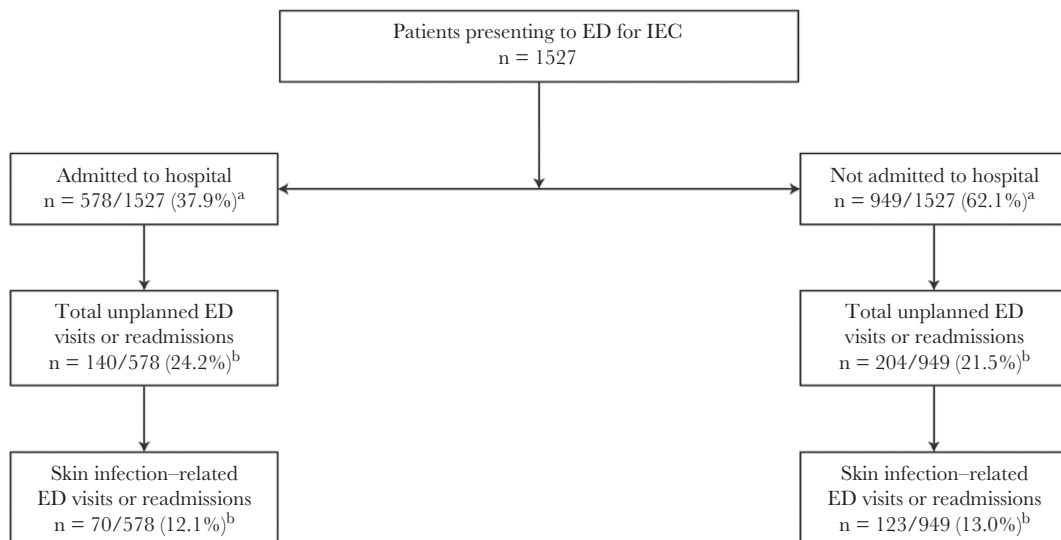 Patients presenting to ED for IEC
n = 1527
Admitted to hospital
n = 578/1527 (37.9%)ᵃ
Not admitted to hospital
n = 949/1527 (62.1%)ᵃ
Total unplanned ED
visits or readmissions
n = 140/578 (24.2%)ᵇ
Total unplanned ED
visits or readmissions
n = 204/949 (21.5%)ᵇ
Skin infection–related
ED visits or readmissions
n = 70/578 (12.1%)ᵇ
Skin infection–related
ED visits or readmissions
n = 123/949 (13.0%)ᵇ